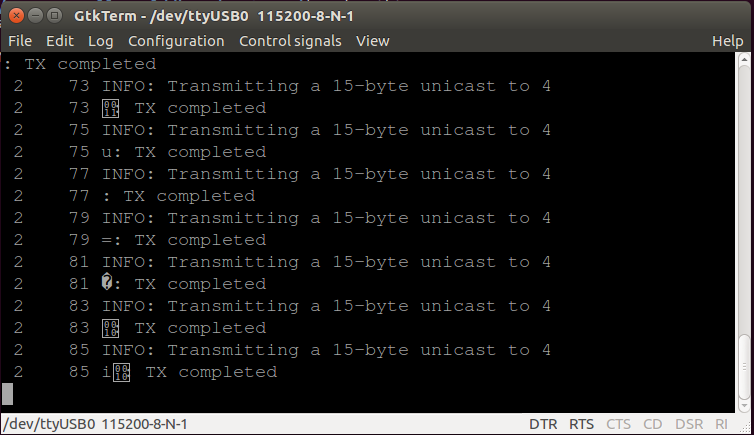 GtkTerm - /dev/ttyUSB0 115200-8-N-1
File Edit Log Configuration Control signals View Help
: TX completed
2 73 INFO: Transmitting a 15-byte unicast to 4
2 73 0011 TX completed
2 75 INFO: Transmitting a 15-byte unicast to 4
2 75 u: TX completed
2 77 INFO: Transmitting a 15-byte unicast to 4
2 77 : TX completed
2 79 INFO: Transmitting a 15-byte unicast to 4
2 79 =: TX completed
2 81 INFO: Transmitting a 15-byte unicast to 4
2 81 �: TX completed
2 83 INFO: Transmitting a 15-byte unicast to 4
2 83 0010 TX completed
2 85 INFO: Transmitting a 15-byte unicast to 4
2 85 i0010 TX completed
/dev/ttyUSB0 115200-8-N-1 DTR RTS CTS CD DSR RI